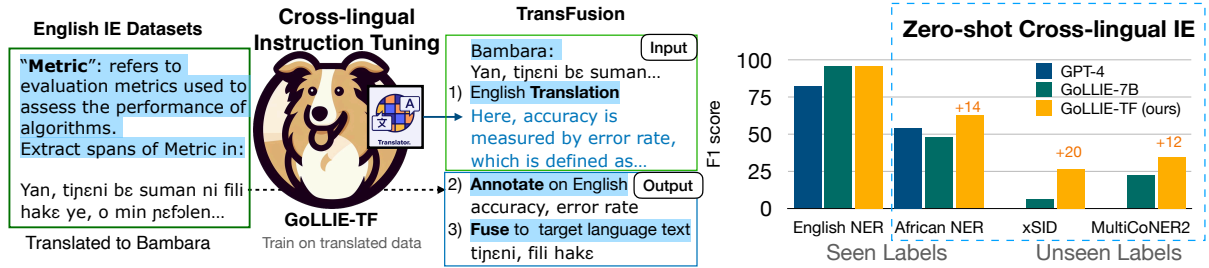 English IE Datasets
“Metric”: refers to
evaluation metrics used to
assess the performance of
algorithms.
Extract spans of Metric in:
Yan, tiɲɛni bɛ suman ni fili
hakɛ ye, o min ɲɛfɔlen...
Translated to Bambara
Cross-lingual
Instruction Tuning
A
文
Translator.
GoLLIE-TF
Train on translated data
TransFusion
Input
Bambara:
Yan, tiɲɛni bɛ suman...
1) English Translation
Here, accuracy is
measured by error rate,
which is defined as...
2) Annotate on English
Output
accuracy, error rate
3) Fuse to target language text
tiɲɛni, fili hakɛ
Zero-shot Cross-lingual IE
GPT-4
GoLLIE-7B
GoLLIE-TF (ours)
F1 score
100
75
50
25
0
+14
+20
+12
English NER
African NER
xSID
MultiCoNER2
Seen Labels
Unseen Labels